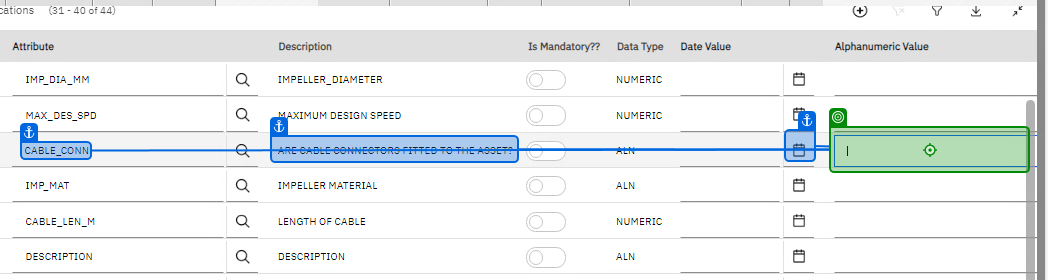 cations (31 - 40 of 44)
Attribute Description Is Mandatory?? Data Type Date Value Alphanumeric Value
IMP_DIA_MM IMPELLER_DIAMETER NUMERIC
MAX_DES_SPD MAXIMUM DESIGN SPEED NUMERIC
CABLE_CONN ARE CABLE CONNECTORS FITTED TO THE ASSET? ALN
IMP_MAT IMPELLER MATERIAL ALN
CABLE_LEN_M LENGTH OF CABLE NUMERIC
DESCRIPTION DESCRIPTION ALN